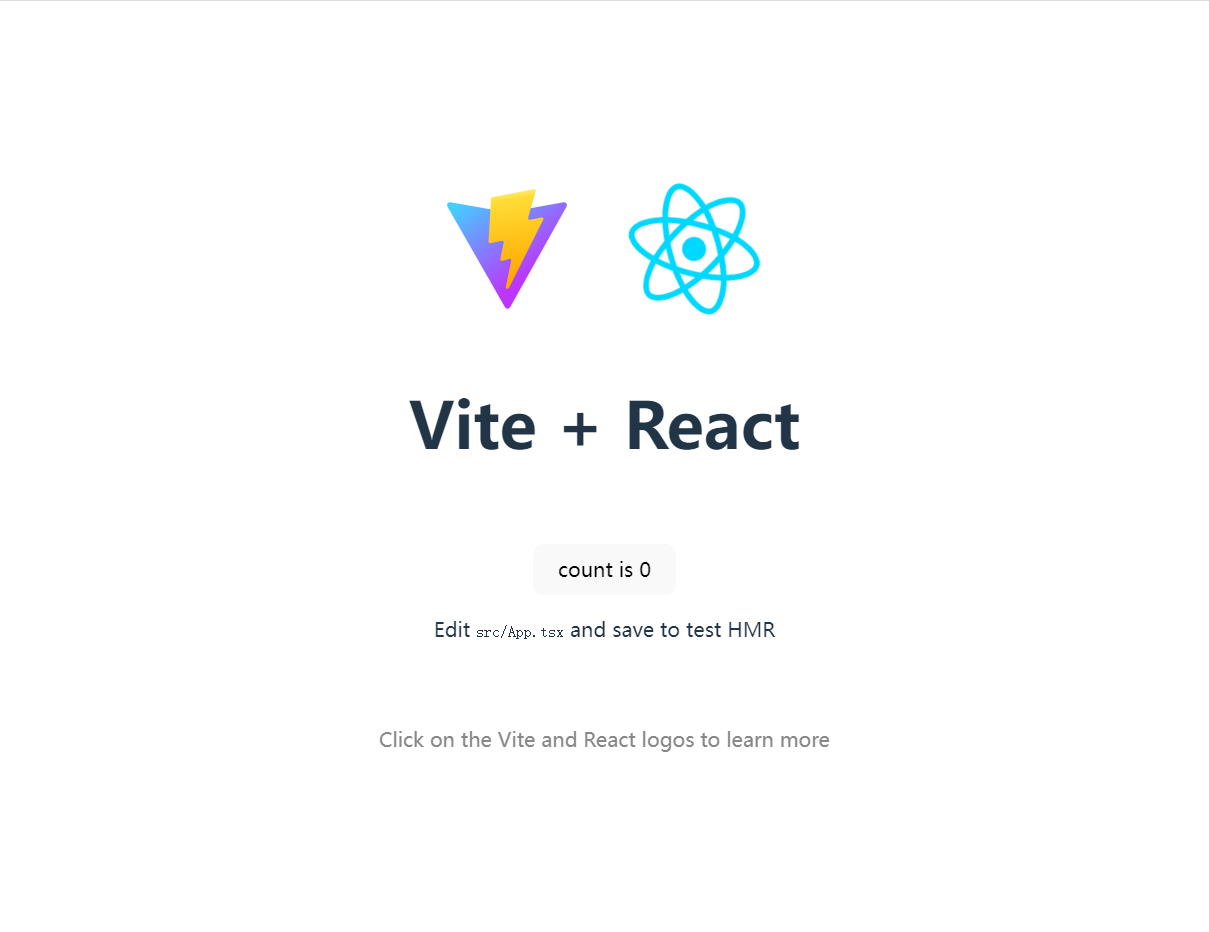 Vite + React
count is 0
Edit src/App.tsx and save to test HMR
Click on the Vite and React logos to learn more